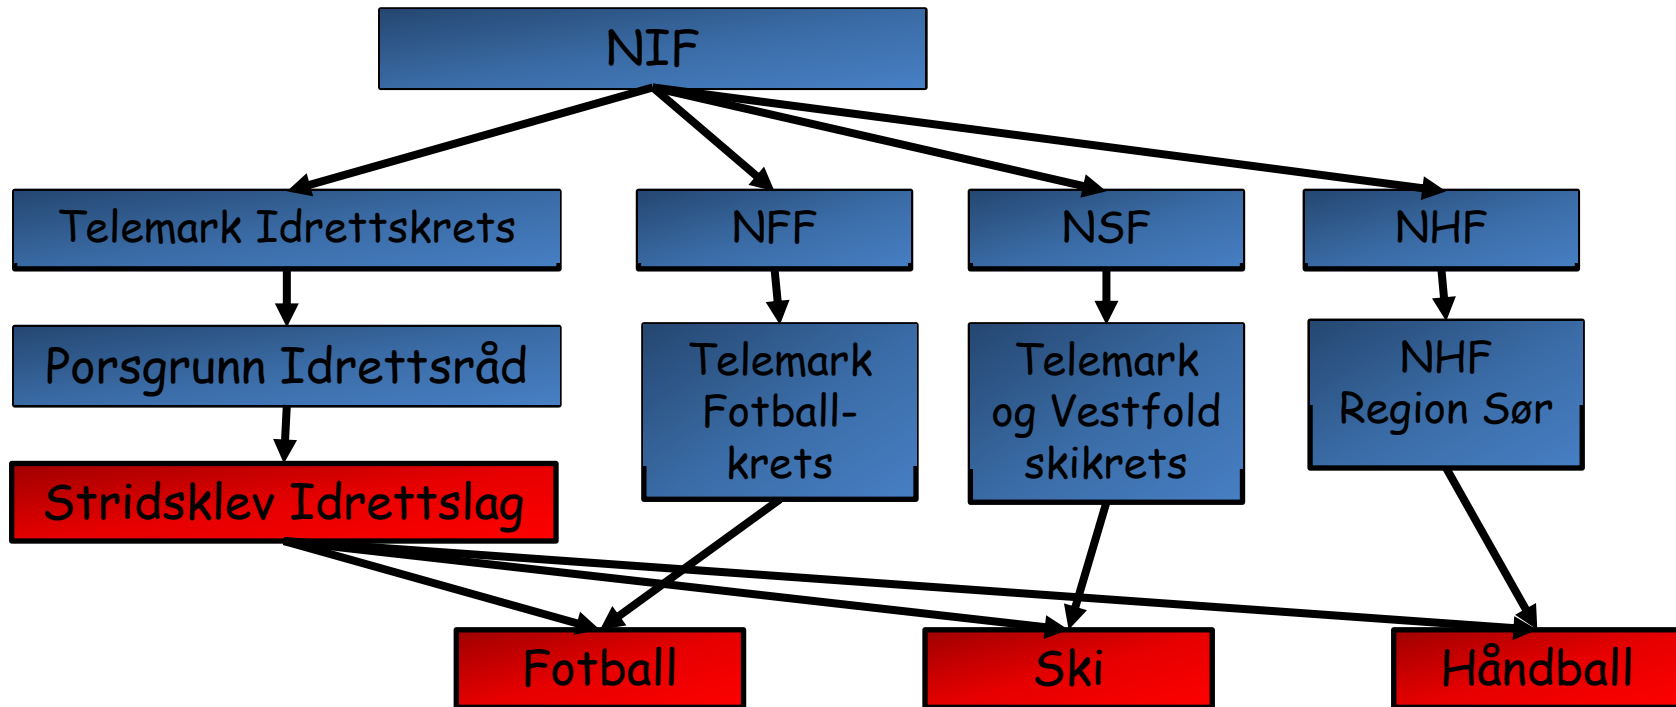 NIF
Telemark Idrettskrets
NFF
NSF
NHF
Porsgrunn Idrettsråd
Telemark
Fotball-
krets
Telemark
og Vestfold
skikrets
NHF
Region Sør
Stridsklev Idrettslag
Fotball
Ski
Håndball